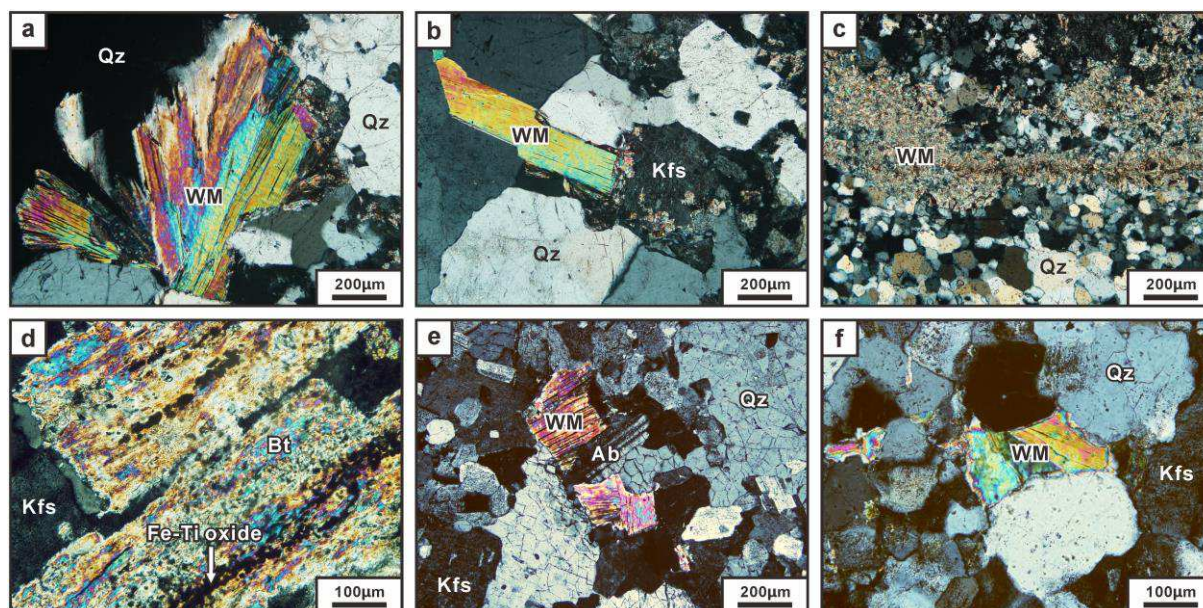 a
Qz
Qz
WM
200µm
b
WM
Kfs
Qz
200µm
c
WM
Qz
200µm
d
Bt
Kfs
Fe-Ti oxide
100µm
e
Qz
WM
Ab
Kfs
200µm
f
Qz
WM
Kfs
100µm